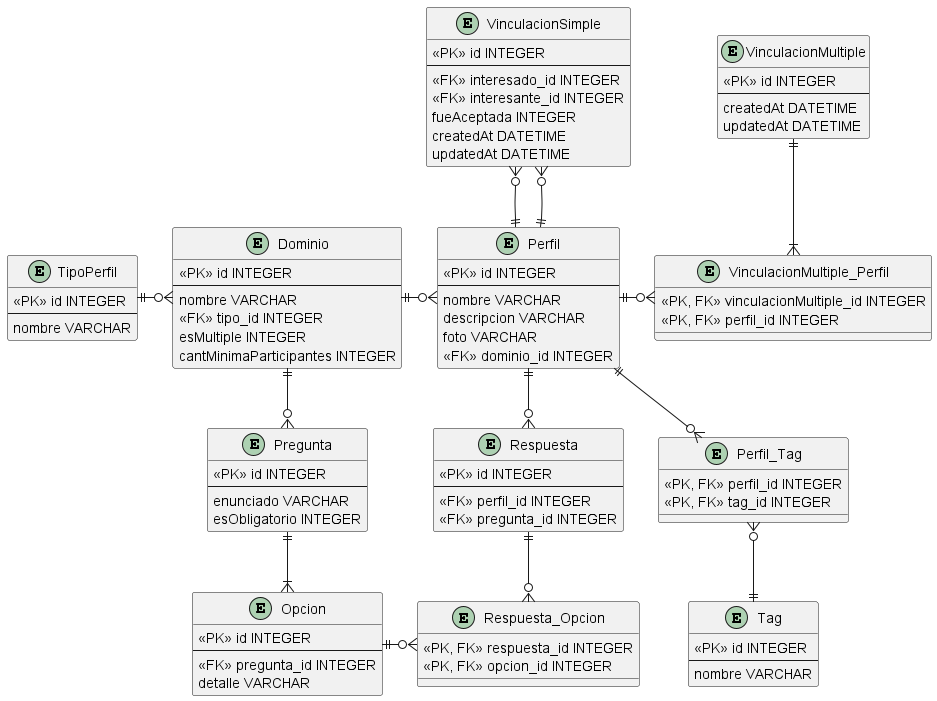 E VinculacionSimple
«PK» id INTEGER
«FK» interesado_id INTEGER
«FK» interesante_id INTEGER
fueAceptada INTEGER
createdAt DATETIME
updatedAt DATETIME
E VinculacionMultiple
«PK» id INTEGER
createdAt DATETIME
updatedAt DATETIME
E TipoPerfil
«PK» id INTEGER
nombre VARCHAR
E Dominio
«PK» id INTEGER
nombre VARCHAR
«FK» tipo_id INTEGER
esMultiple INTEGER
cantMinimaParticipantes INTEGER
E Perfil
«PK» id INTEGER
nombre VARCHAR
descripcion VARCHAR
foto VARCHAR
«FK» dominio_id INTEGER
E VinculacionMultiple_Perfil
«PK, FK» vinculacionMultiple_id INTEGER
«PK, FK» perfil_id INTEGER
E Pregunta
«PK» id INTEGER
enunciado VARCHAR
esObligatorio INTEGER
E Respuesta
«PK» id INTEGER
«FK» perfil_id INTEGER
«FK» pregunta_id INTEGER
E Perfil_Tag
«PK, FK» perfil_id INTEGER
«PK, FK» tag_id INTEGER
E Opcion
«PK» id INTEGER
«FK» pregunta_id INTEGER
detalle VARCHAR
E Respuesta_Opcion
«PK, FK» respuesta_id INTEGER
«PK, FK» opcion_id INTEGER
E Tag
«PK» id INTEGER
nombre VARCHAR